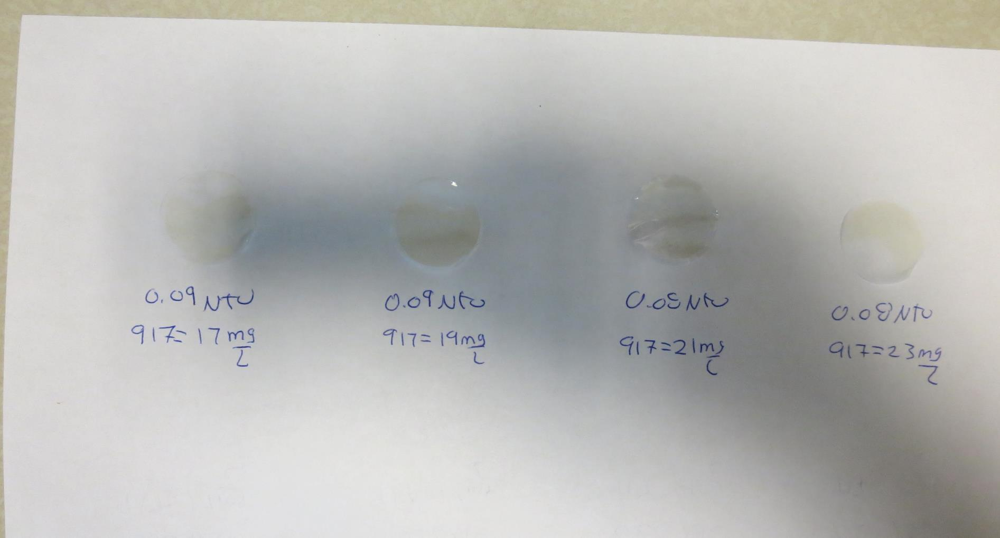 0.09 NTU
917= 17 mg/L
0.09 NTU
917= 19 mg/L
0.08 NTU
917=21 mg/L
0.08 NTU
917=23 mg/L